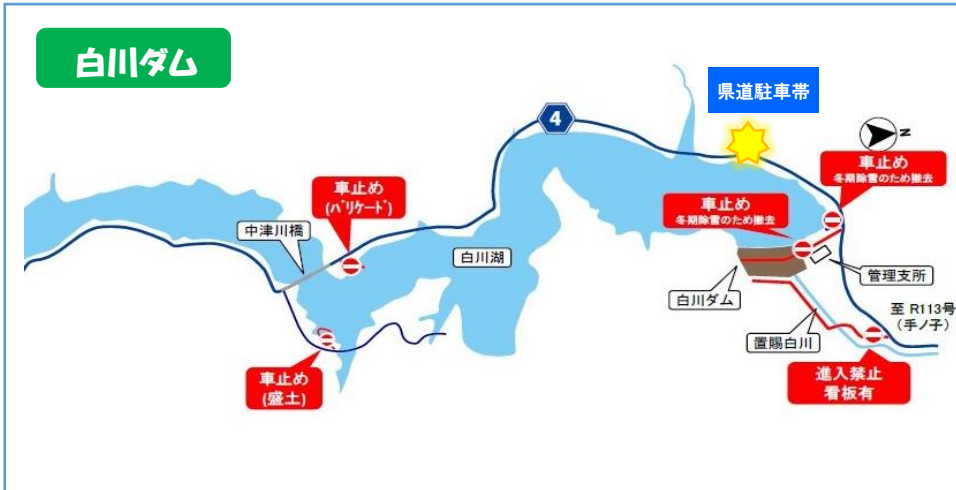 白川ダム
県道駐車帯
4
N
車止め
冬期除雪のため撤去
車止め
冬期除雪のため撤去
車止め
(バリケード)
中津川橋
白川湖
管理支所
白川ダム
至 R113号
(手ノ子)
置賜白川
車止め
(盛土)
進入禁止
看板有